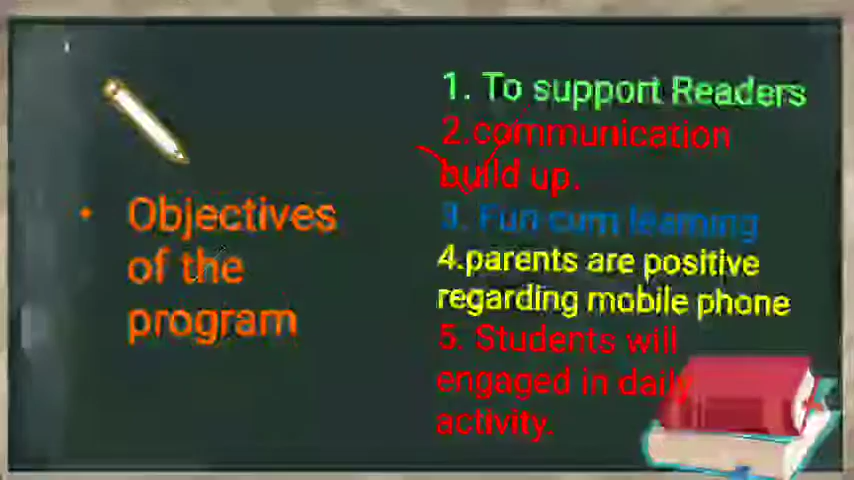 • Objectives
of the
program
1. To support Readers
2.communication
build up.
3. Fun cum learning
4.parents are positive
regarding mobile phone
5. Students will
engaged in daily
activity.